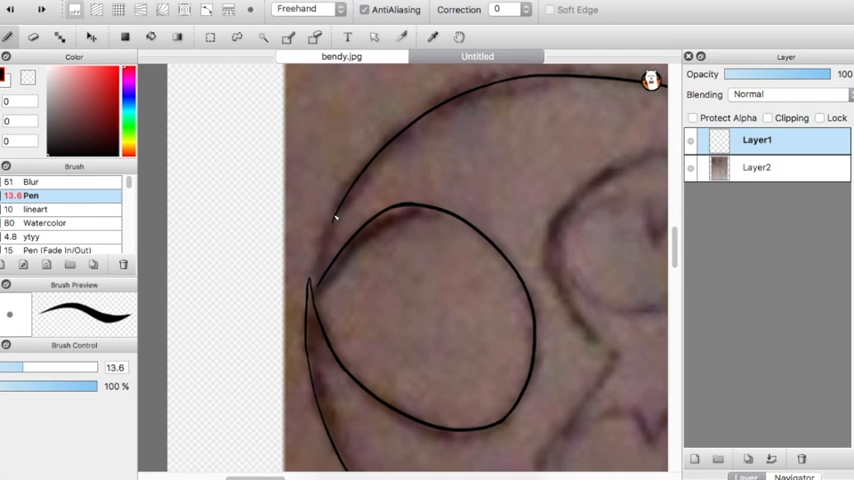 Freehand AntiAliasing Correction 0 Soft Edge
bendy.jpg Untitled
Color
0
0
0
Brush
51 Blur
13.6 Pen
10 lineart
80 Watercolor
4.8 ytyy
15 Pen (Fade In/Out)
Brush Preview
Brush Control
13.6
100 %
Layer
Opacity 100
Blending Normal
Protect Alpha Clipping Lock
Layer1
Layer2
Layer Navigator